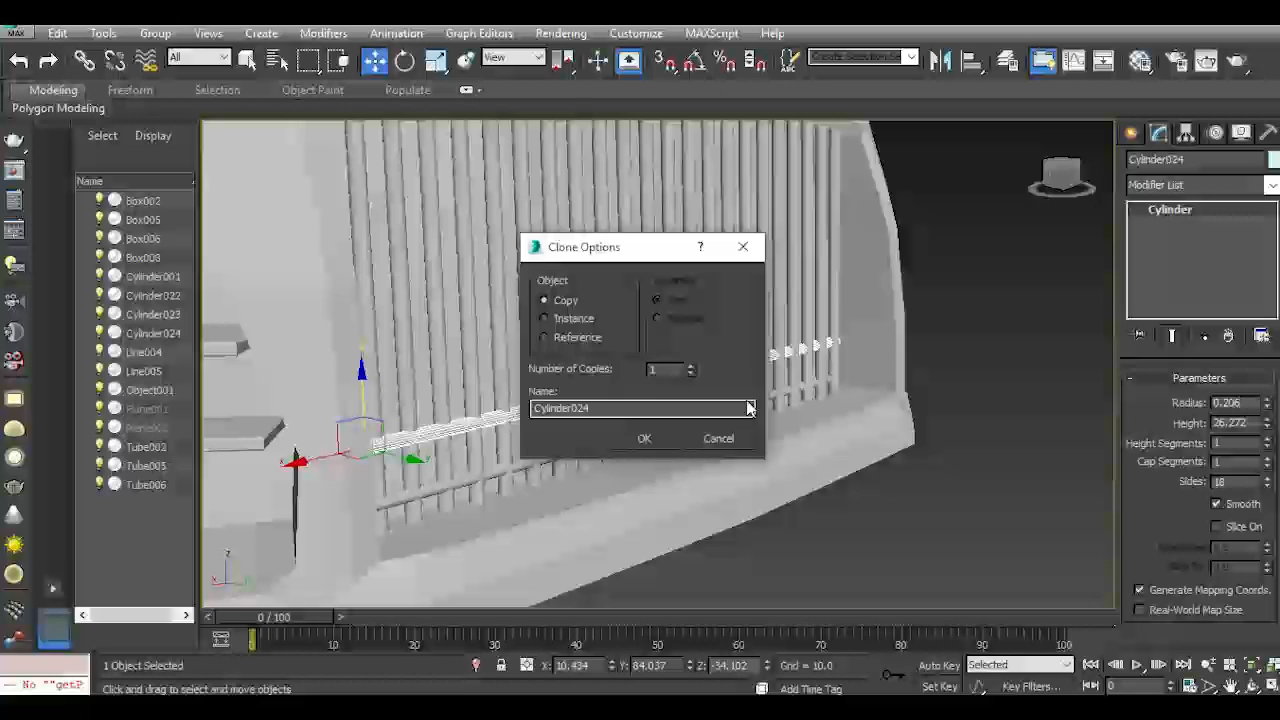 MAX Edit Tools Group Views Create Modifiers Animation Graph Editors Rendering Customize MAXScript Help
All View
Modeling Freeform Selection Object Paint Populate
Polygon Modeling
Select Display
Name
Box002
Box005
Box006
Box008
Cylinder001
Cylinder022
Cylinder023
Cylinder024
Line004
Line005
Object001
Plane001
Tube002
Tube005
Tube006
Clone Options
Object
Copy
Instance
Reference
Number of Copies: 1
Name:
Cylinder024
OK Cancel
Cylinder024
Modifier List
Cylinder
Parameters
Radius: 0.206
Height: 26.272
Height Segments: 1
Cap Segments: 1
Sides: 18
Smooth
Slice On
Generate Mapping Coords.
Real-World Map Size
z
x
0 / 100
10 20 30 40 50 60 70 80 90 100
1 Object Selected X: 10.434 Y: 84.037 Z: -34.102 Grid = 10.0 Auto Key Selected
No ""getP Click and drag to select and move objects Add Time Tag Set Key Key Filters... 0